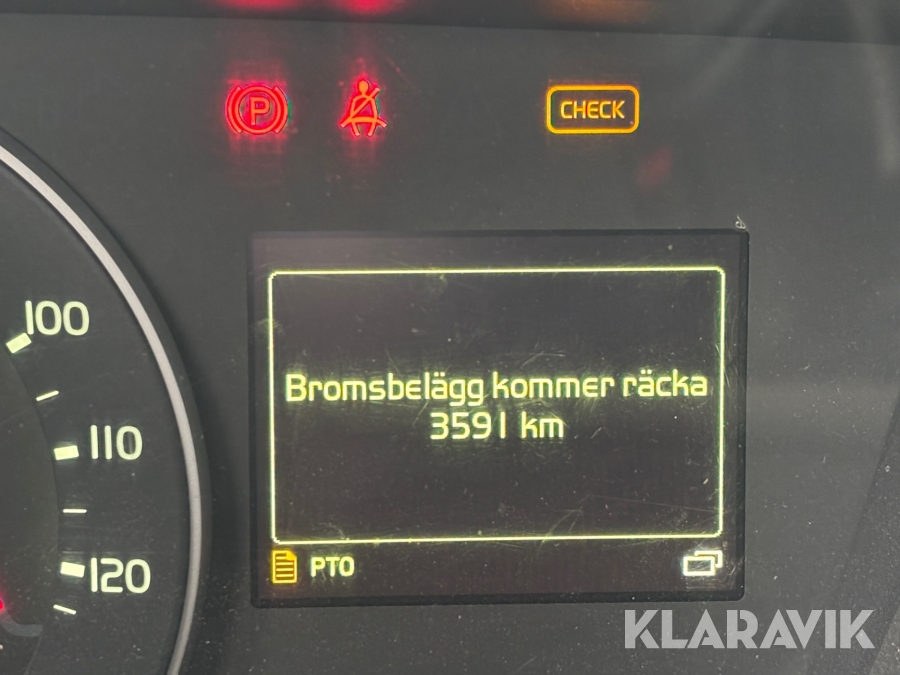 P
CHECK
100
110
120
Bromsbelägg kommer räcka
3591 km
PTO
KLARAVIK